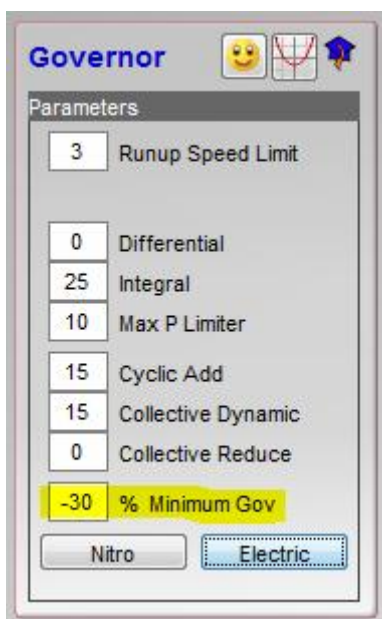 Governor
Parameters
3 Runup Speed Limit
0 Differential
25 Integral
10 Max P Limiter
15 Cyclic Add
15 Collective Dynamic
0 Collective Reduce
-30 % Minimum Gov
Nitro Electric